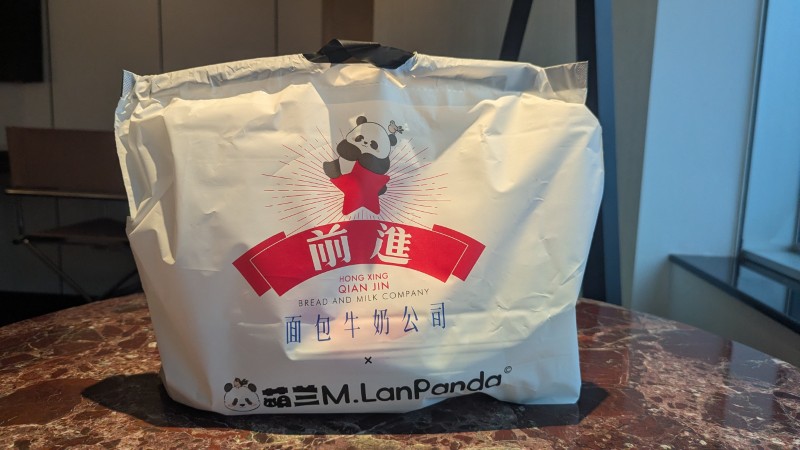 前進
HONG XING
QIAN JIN
BREAD AND MILK COMPANY
面包牛奶公司
×
萌兰M.LanPanda©